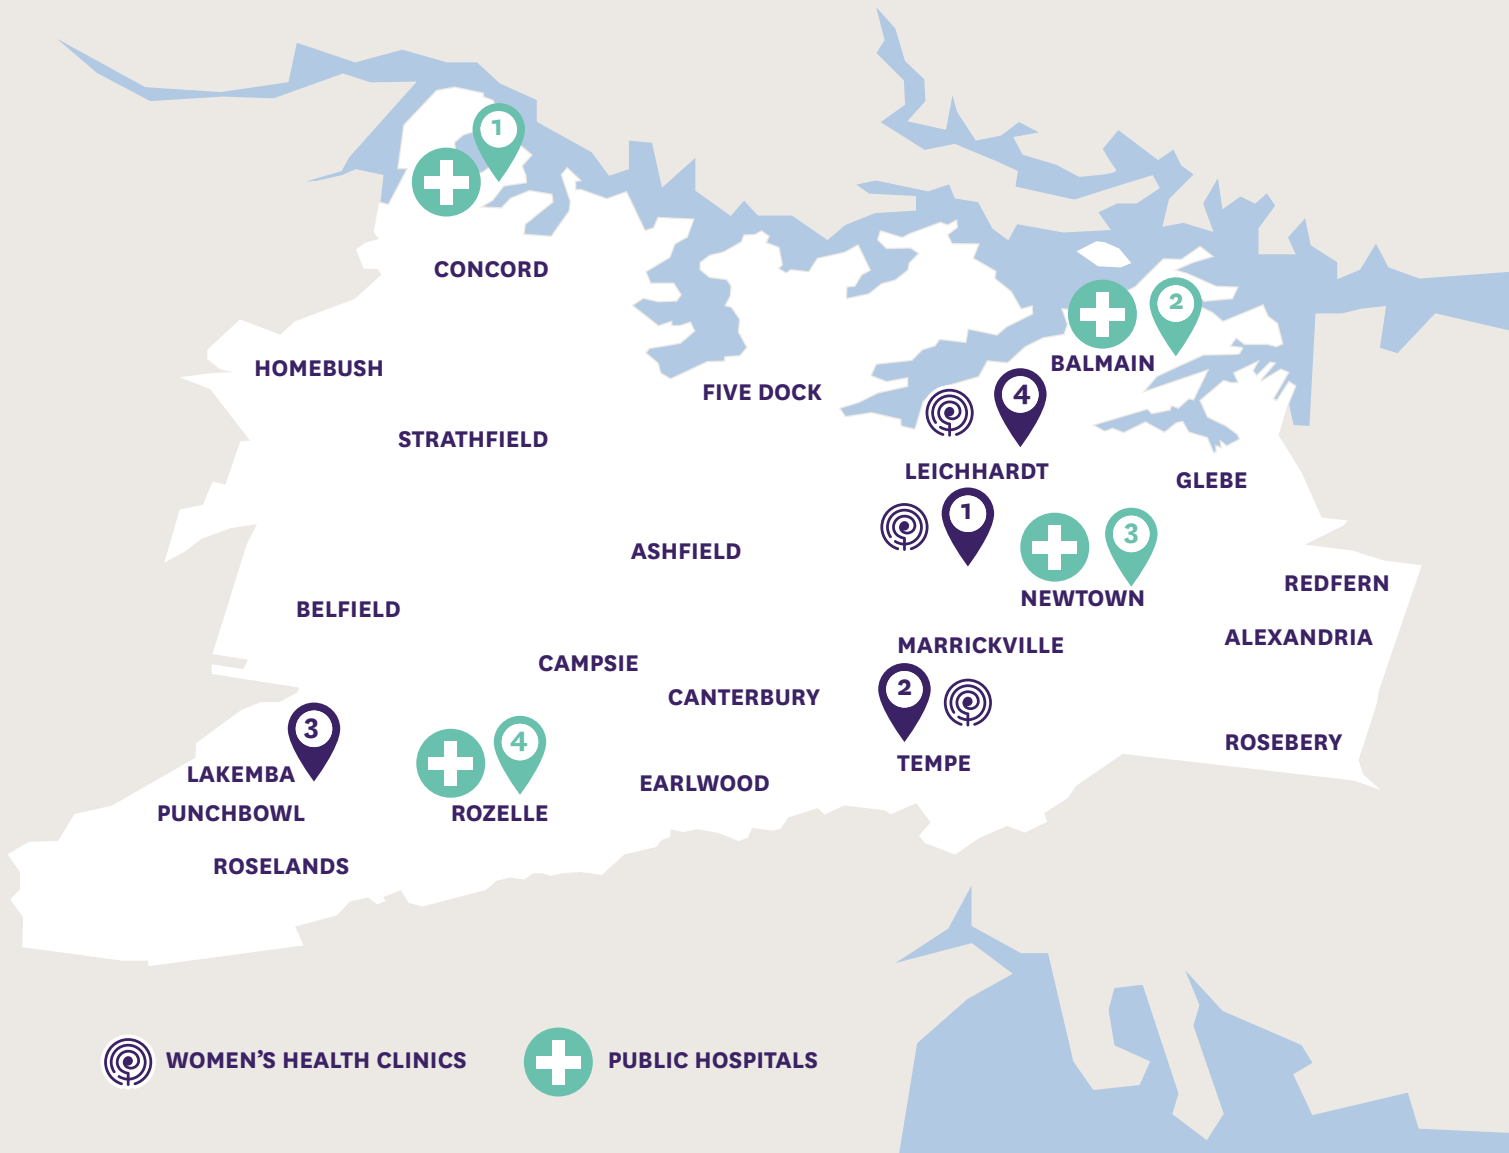 1
CONCORD
2
HOMEBUSH
BALMAIN
FIVE DOCK
4
STRATHFIELD
LEICHHARDT
GLEBE
1
3
ASHFIELD
REDFERN
NEWTOWN
BELFIELD
ALEXANDRIA
MARRICKVILLE
CAMPSIE
2
CANTERBURY
3
4
ROSEBERY
TEMPE
LAKEMBA
EARLWOOD
PUNCHBOWL
ROZELLE
ROSELANDS
WOMEN’S HEALTH CLINICS
PUBLIC HOSPITALS